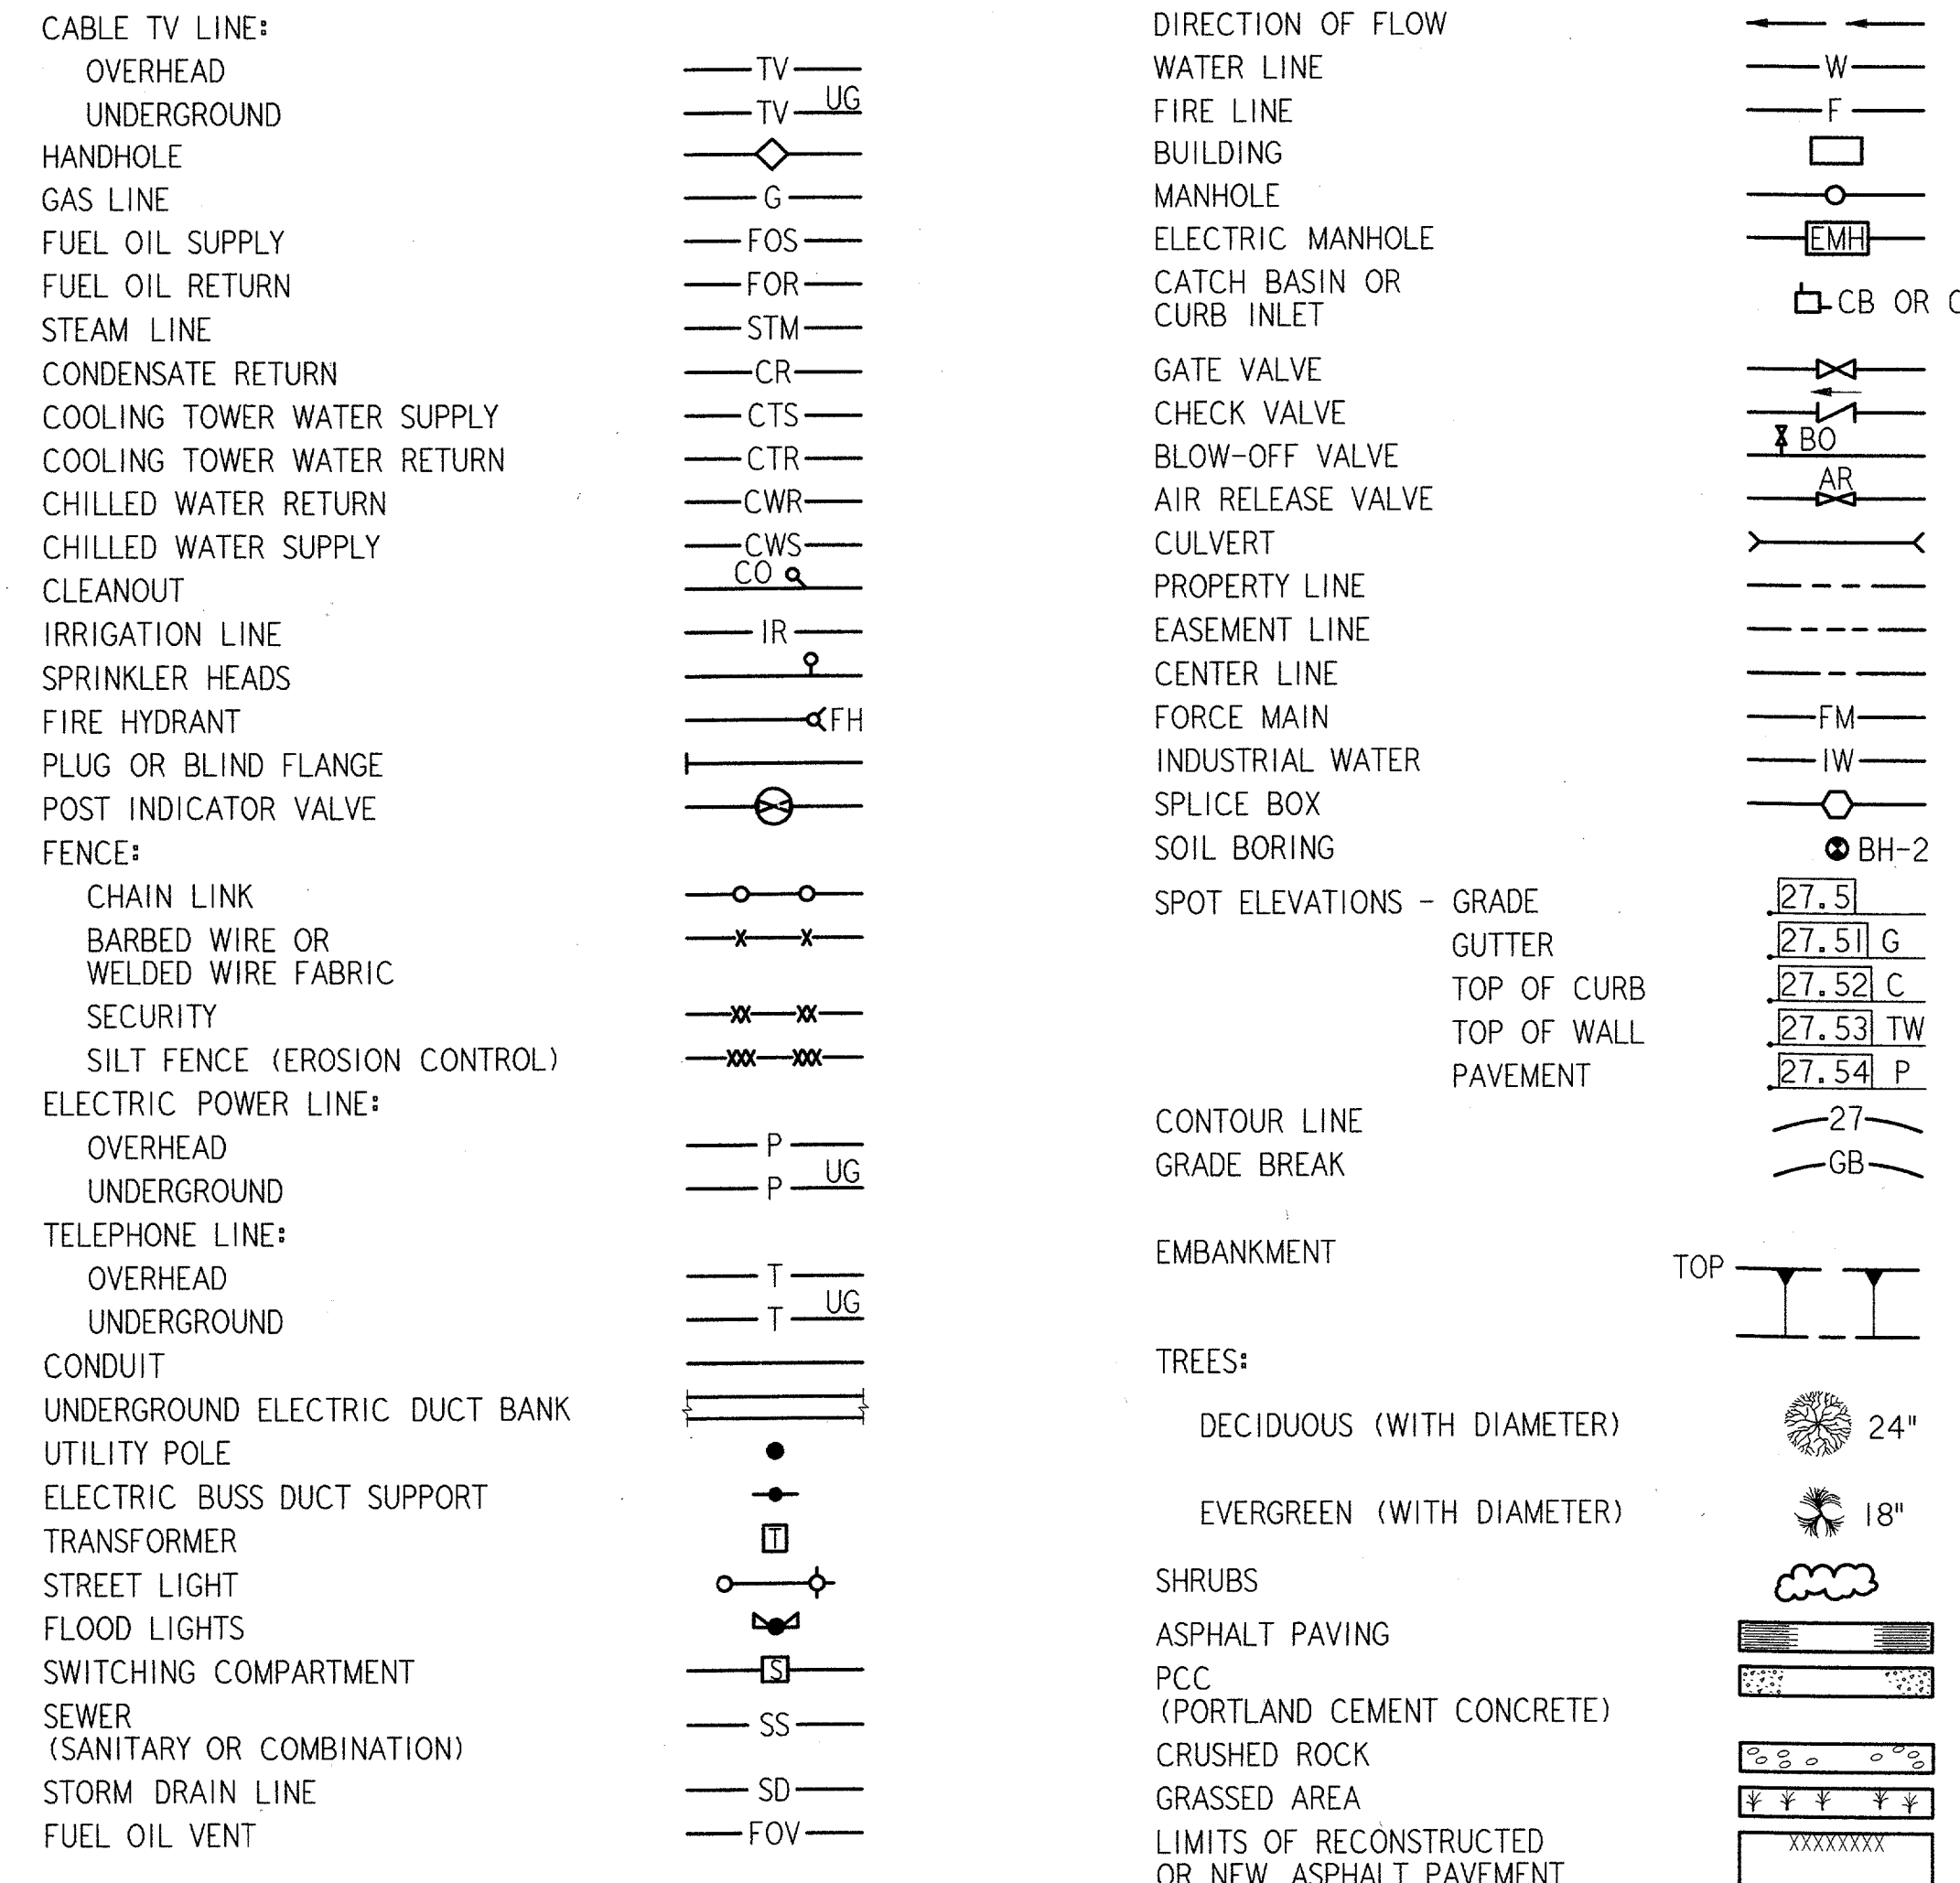 CABLE TV LINE:
OVERHEAD TV
UNDERGROUND TV UG
HANDHOLE
GAS LINE G
FUEL OIL SUPPLY FOS
FUEL OIL RETURN FOR
STEAM LINE STM
CONDENSATE RETURN CR
COOLING TOWER WATER SUPPLY CTS
COOLING TOWER WATER RETURN CTR
CHILLED WATER RETURN CWR
CHILLED WATER SUPPLY CWS
CLEANOUT CO
IRRIGATION LINE IR
SPRINKLER HEADS
FIRE HYDRANT FH
PLUG OR BLIND FLANGE
POST INDICATOR VALVE
FENCE:
CHAIN LINK
BARBED WIRE OR
WELDED WIRE FABRIC
SECURITY
SILT FENCE (EROSION CONTROL)
ELECTRIC POWER LINE:
OVERHEAD P
UNDERGROUND P UG
TELEPHONE LINE:
OVERHEAD T
UNDERGROUND T UG
CONDUIT
UNDERGROUND ELECTRIC DUCT BANK
UTILITY POLE
ELECTRIC BUSS DUCT SUPPORT
TRANSFORMER T
STREET LIGHT
FLOOD LIGHTS
SWITCHING COMPARTMENT S
SEWER
(SANITARY OR COMBINATION) SS
STORM DRAIN LINE SD
FUEL OIL VENT FOV
DIRECTION OF FLOW
WATER LINE W
FIRE LINE F
BUILDING
MANHOLE
ELECTRIC MANHOLE EMH
CATCH BASIN OR
CURB INLET CB OR
GATE VALVE
CHECK VALVE
BLOW-OFF VALVE BO
AIR RELEASE VALVE AR
CULVERT
PROPERTY LINE
EASEMENT LINE
CENTER LINE
FORCE MAIN FM
INDUSTRIAL WATER IW
SPLICE BOX
SOIL BORING BH-2
SPOT ELEVATIONS - GRADE 27.5
GUTTER 27.51 G
TOP OF CURB 27.52 C
TOP OF WALL 27.53 TW
PAVEMENT 27.54 P
CONTOUR LINE 27
GRADE BREAK GB
EMBANKMENT TOP
TREES:
DECIDUOUS (WITH DIAMETER) 24"
EVERGREEN (WITH DIAMETER) 18"
SHRUBS
ASPHALT PAVING
PCC
(PORTLAND CEMENT CONCRETE)
CRUSHED ROCK
GRASSED AREA
LIMITS OF RECONSTRUCTED
OR NEW ASPHALT PAVEMENT